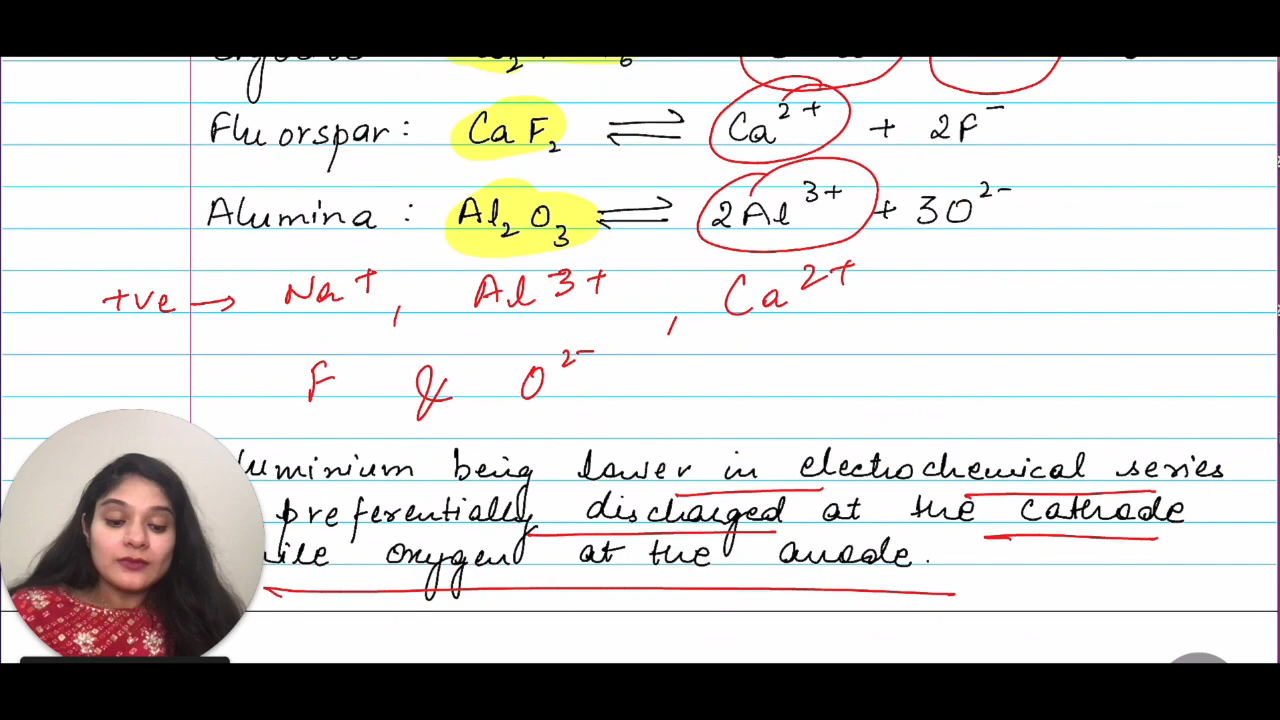 Fluorspar: CaF₂ ⇌ Ca²⁺ + 2F⁻
Alumina: Al₂O₃ ⇌ 2Al³⁺ + 3O²⁻
+ve → Na⁺, Al³⁺, Ca²⁺
F & O²⁻
luminium being lower in electrochemical series
preferentially discharged at the cathode
ile oxygen at the anode.